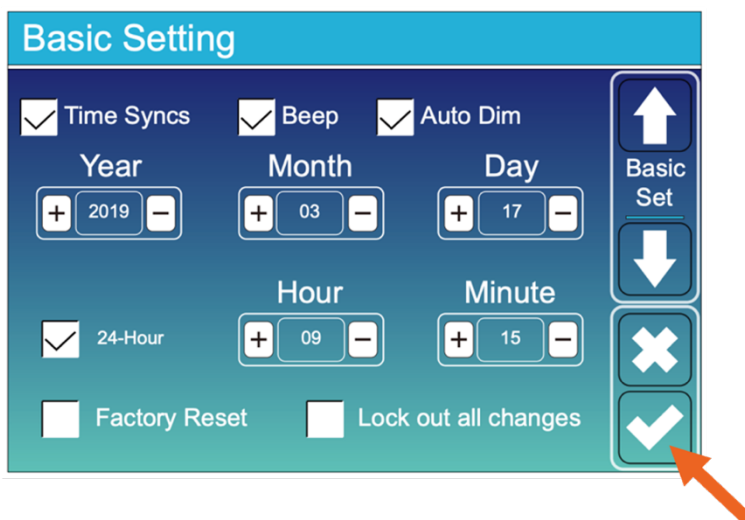 Basic Setting
Time Syncs Beep Auto Dim
Year Month Day
+ 2019 − + 03 − + 17 −
Basic
Set
Hour Minute
24-Hour + 09 − + 15 −
Factory Reset Lock out all changes